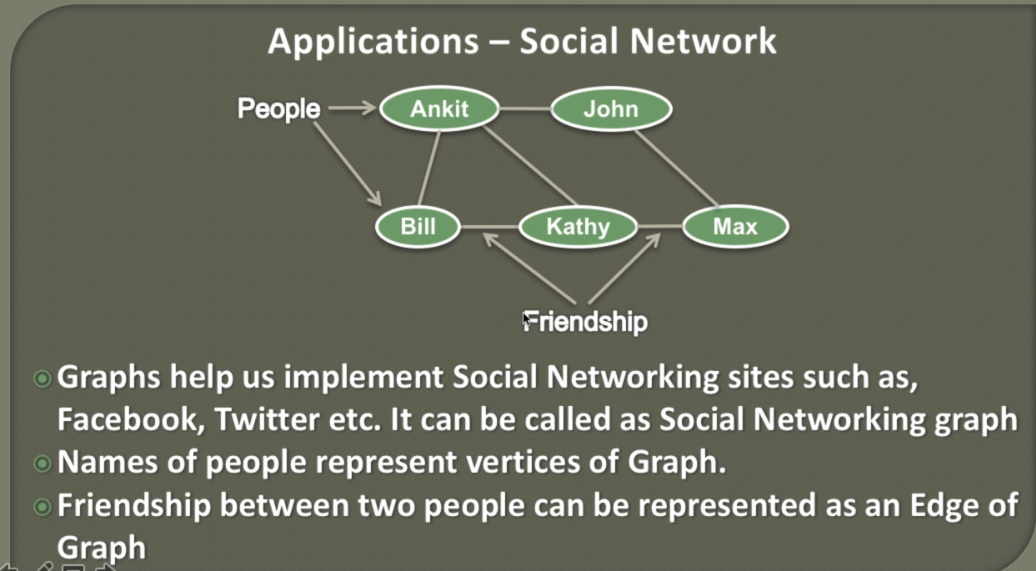 Applications – Social Network
People
Ankit
John
Bill
Kathy
Max
Friendship
Graphs help us implement Social Networking sites such as,
Facebook, Twitter etc. It can be called as Social Networking graph
Names of people represent vertices of Graph.
Friendship between two people can be represented as an Edge of
Graph